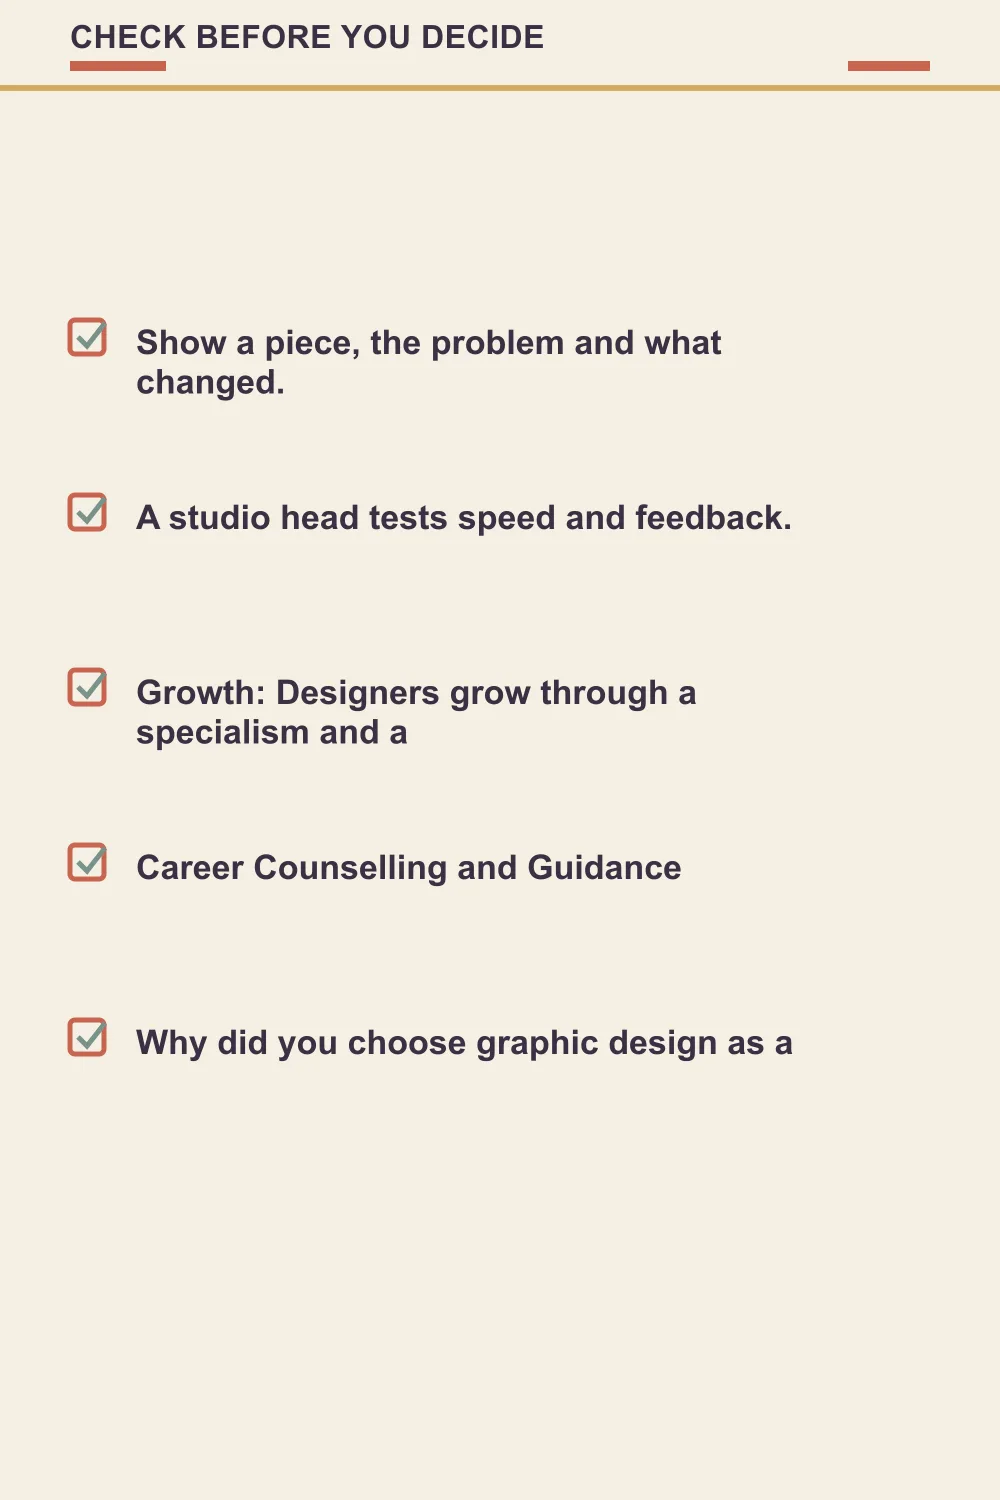 CHECK BEFORE YOU DECIDE
Show a piece, the problem and what
changed.
A studio head tests speed and feedback.
Growth: Designers grow through a
specialism and a
Career Counselling and Guidance
Why did you choose graphic design as a